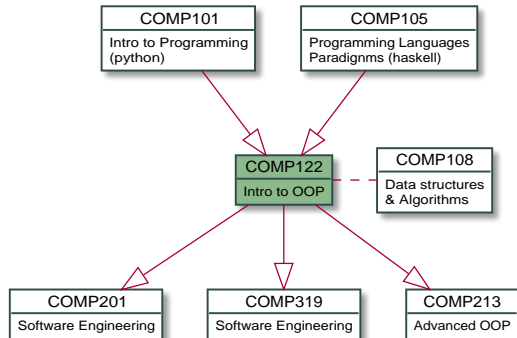 COMP101
Intro to Programming
(python)
COMP105
Programming Languages
Paradignms (haskell)
COMP122
Intro to OOP
COMP108
Data structures
& Algorithms
COMP201
Software Engineering
COMP319
Software Engineering
COMP213
Advanced OOP